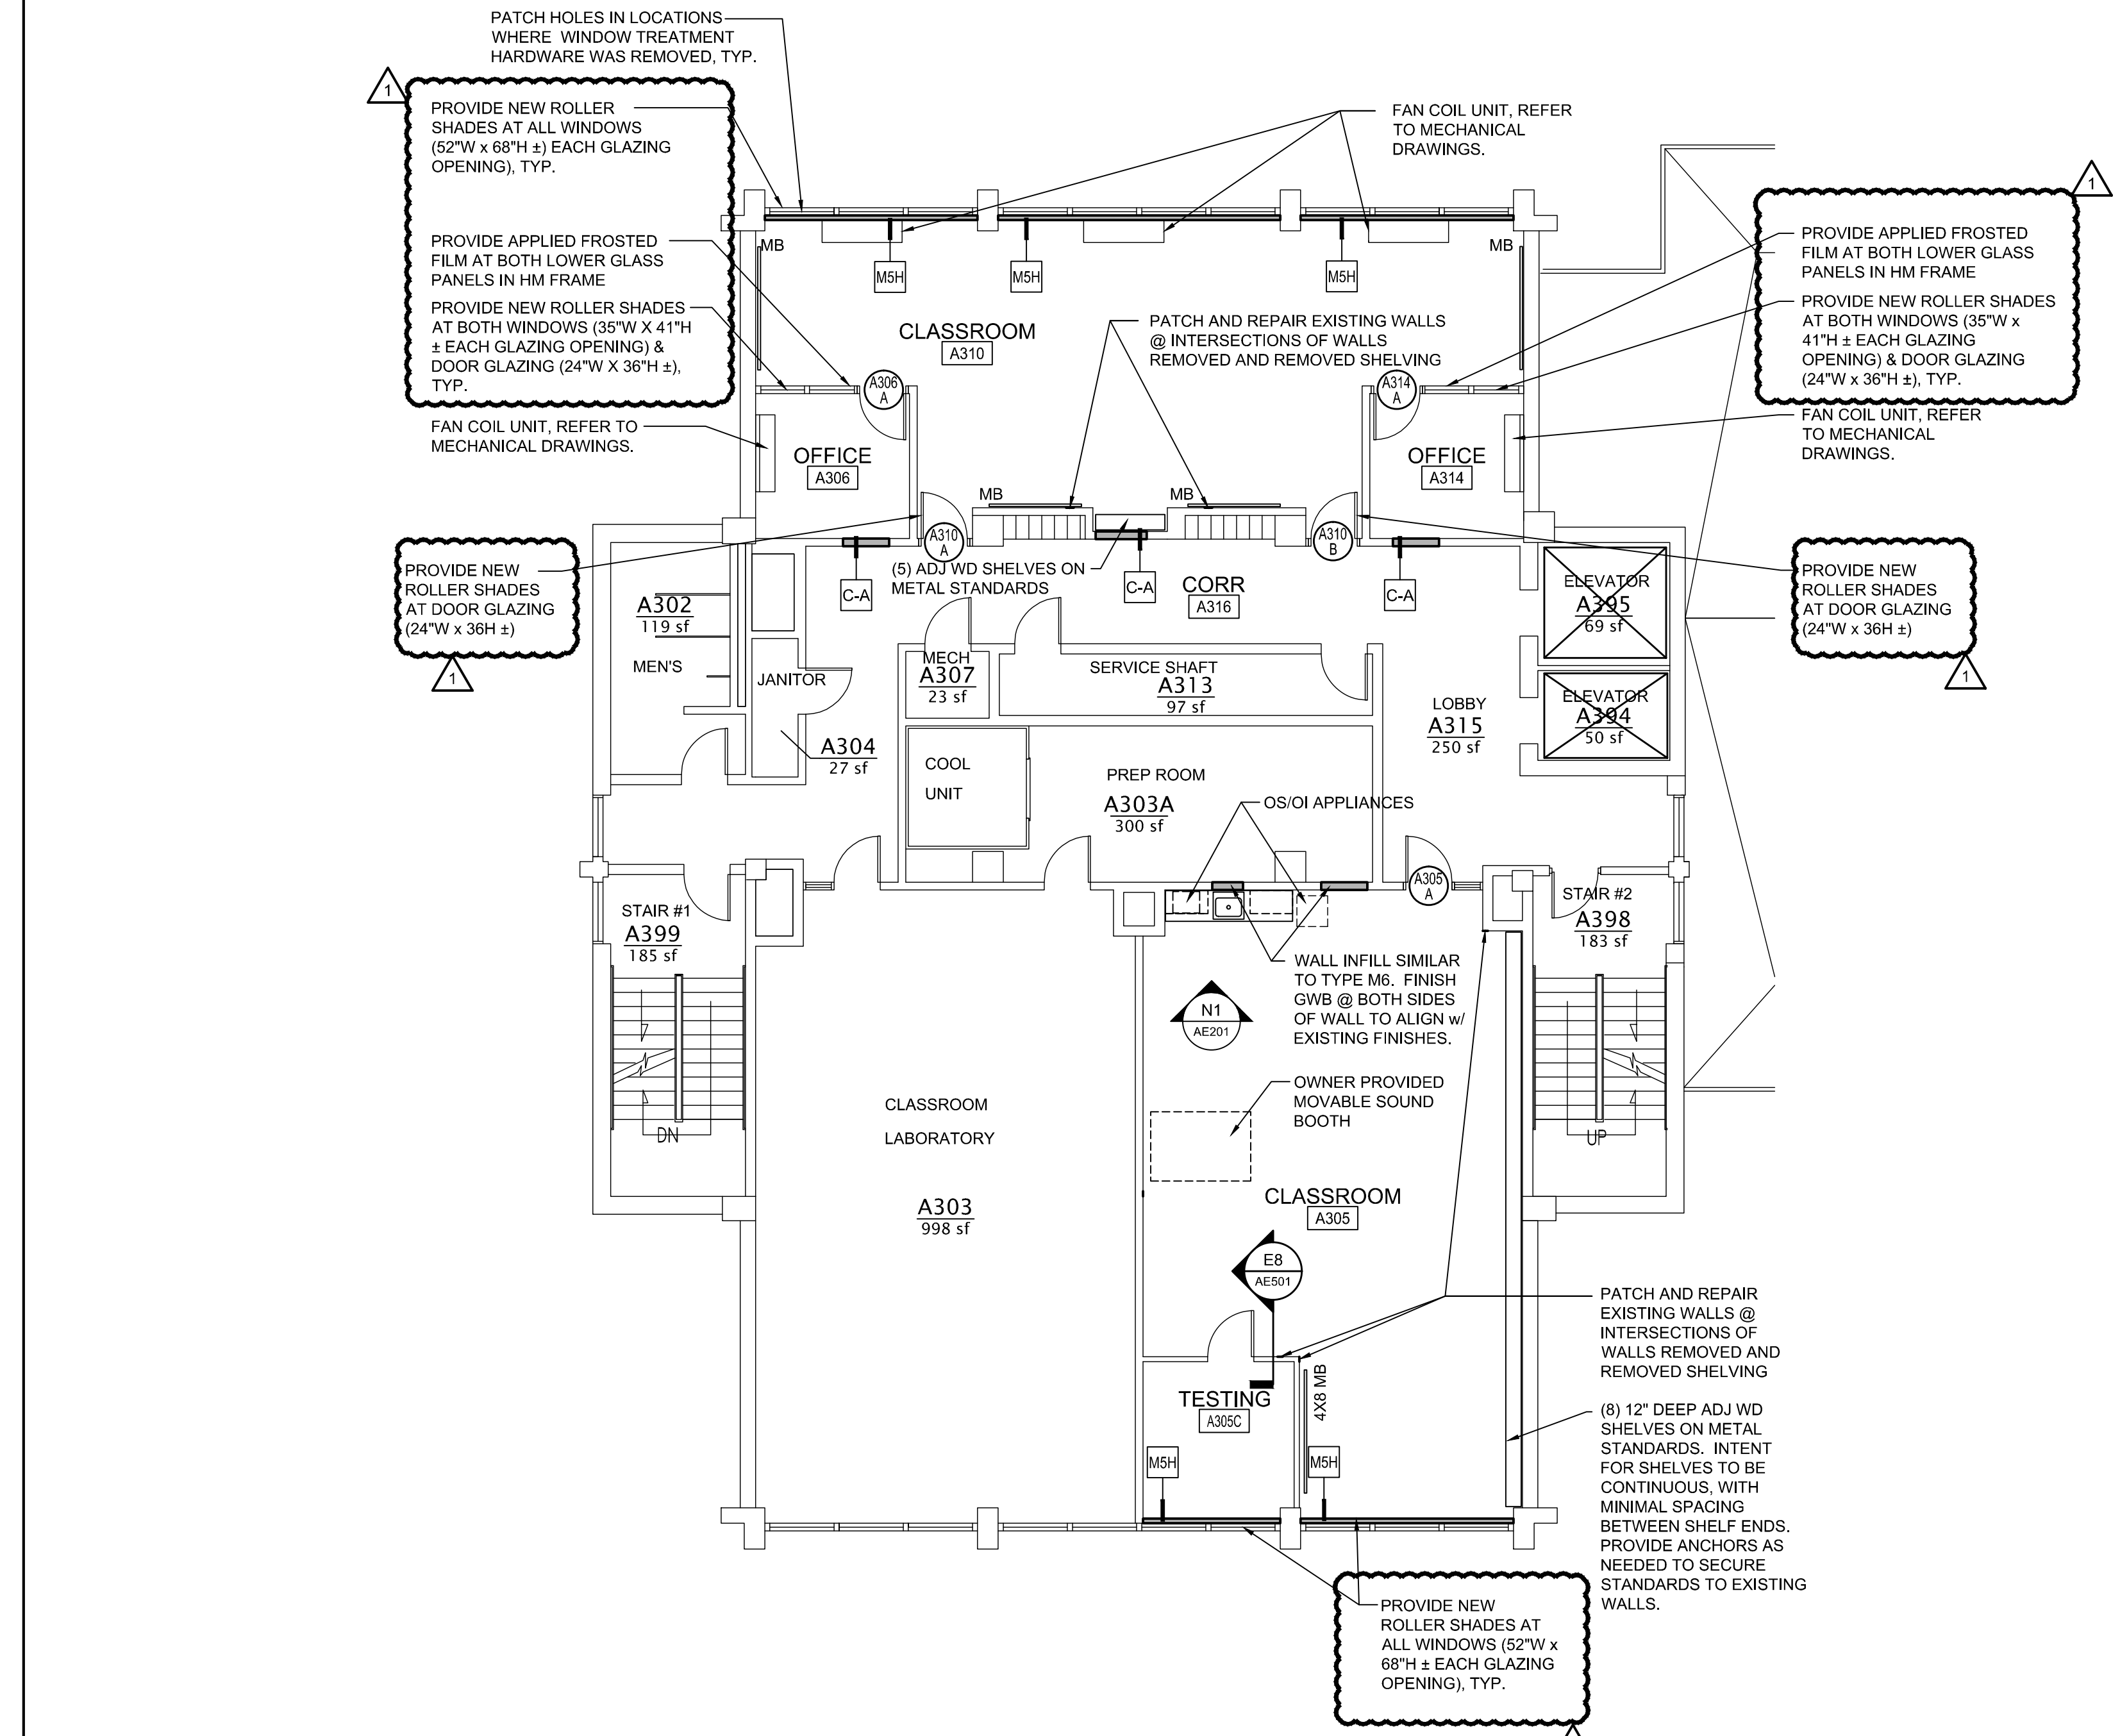 PATCH HOLES IN LOCATIONS
WHERE WINDOW TREATMENT
HARDWARE WAS REMOVED, TYP.
1
PROVIDE NEW ROLLER
SHADES AT ALL WINDOWS
(52"W x 68"H ±) EACH GLAZING
OPENING), TYP.
PROVIDE APPLIED FROSTED
FILM AT BOTH LOWER GLASS
PANELS IN HM FRAME
PROVIDE NEW ROLLER SHADES
AT BOTH WINDOWS (35"W X 41"H
± EACH GLAZING OPENING) &
DOOR GLAZING (24"W X 36"H ±),
TYP.
FAN COIL UNIT, REFER TO
MECHANICAL DRAWINGS.
FAN COIL UNIT, REFER
TO MECHANICAL
DRAWINGS.
1
PROVIDE APPLIED FROSTED
FILM AT BOTH LOWER GLASS
PANELS IN HM FRAME
PROVIDE NEW ROLLER SHADES
AT BOTH WINDOWS (35"W x
41"H ± EACH GLAZING
OPENING) & DOOR GLAZING
(24"W x 36"H ±), TYP.
FAN COIL UNIT, REFER
TO MECHANICAL
DRAWINGS.
MB
MB
M5H
M5H
M5H
CLASSROOM
A310
PATCH AND REPAIR EXISTING WALLS
@ INTERSECTIONS OF WALLS
REMOVED AND REMOVED SHELVING
A306
A
A314
A
OFFICE
A306
OFFICE
A314
MB
MB
A310
A
A310
B
PROVIDE NEW
ROLLER SHADES
AT DOOR GLAZING
(24"W x 36H ±)
1
PROVIDE NEW
ROLLER SHADES
AT DOOR GLAZING
(24"W x 36H ±)
1
(5) ADJ WD SHELVES ON
METAL STANDARDS
C-A
C-A
C-A
CORR
A316
A302
119 sf
MEN'S
JANITOR
MECH
A307
23 sf
SERVICE SHAFT
A313
97 sf
ELEVATOR
A395
69 sf
ELEVATOR
A394
50 sf
LOBBY
A315
250 sf
A304
27 sf
COOL
UNIT
PREP ROOM
A303A
300 sf
OS/OI APPLIANCES
A305
A
STAIR #1
A399
185 sf
STAIR #2
A398
183 sf
WALL INFILL SIMILAR
TO TYPE M6. FINISH
GWB @ BOTH SIDES
OF WALL TO ALIGN w/
EXISTING FINISHES.
N1
AE201
OWNER PROVIDED
MOVABLE SOUND
BOOTH
DN
UP
CLASSROOM
LABORATORY
A303
998 sf
CLASSROOM
A305
E8
AE501
PATCH AND REPAIR
EXISTING WALLS @
INTERSECTIONS OF
WALLS REMOVED AND
REMOVED SHELVING
TESTING
A305C
4X8 MB
M5H
M5H
(8) 12" DEEP ADJ WD
SHELVES ON METAL
STANDARDS. INTENT
FOR SHELVES TO BE
CONTINUOUS, WITH
MINIMAL SPACING
BETWEEN SHELF ENDS.
PROVIDE ANCHORS AS
NEEDED TO SECURE
STANDARDS TO EXISTING
WALLS.
PROVIDE NEW
ROLLER SHADES AT
ALL WINDOWS (52"W x
68"H ± EACH GLAZING
OPENING), TYP.